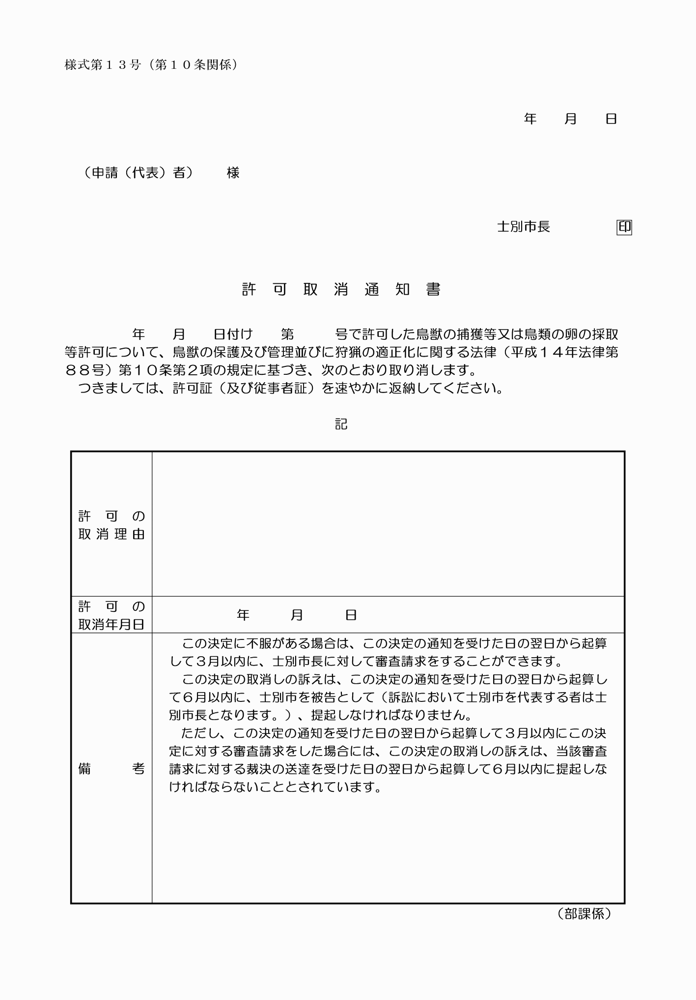 様式第１３号（第１０条関係）
年　　月　　日
（申請（代表）者）　　様
士別市長　　　　　印
許　可　取　消　通　知　書
年　　月　　日付け　　第　　　号で許可した鳥獣の捕獲等又は鳥類の卵の採取
等許可について、鳥獣の保護及び管理並びに狩猟の適正化に関する法律（平成１４年法律第
８８号）第１０条第２項の規定に基づき、次のとおり取り消します。
つきましては、許可証（及び従事者証）を速やかに返納してください。
記
許　可　の
取消理由
許　可　の
取消年月日
年　　　月　　　日
備　　　考
この決定に不服がある場合は、この決定の通知を受けた日の翌日から起算
して３月以内に、士別市長に対して審査請求をすることができます。
この決定の取消しの訴えは、この決定の通知を受けた日の翌日から起算し
て６月以内に、士別市を被告として（訴訟において士別市を代表する者は士
別市長となります。）、提起しなければなりません。
ただし、この決定の通知を受けた日の翌日から起算して３月以内にこの決
定に対する審査請求をした場合には、この決定の取消しの訴えは、当該審査
請求に対する裁決の送達を受けた日の翌日から起算して６月以内に提起しな
ければならないこととされています。
（部課係）